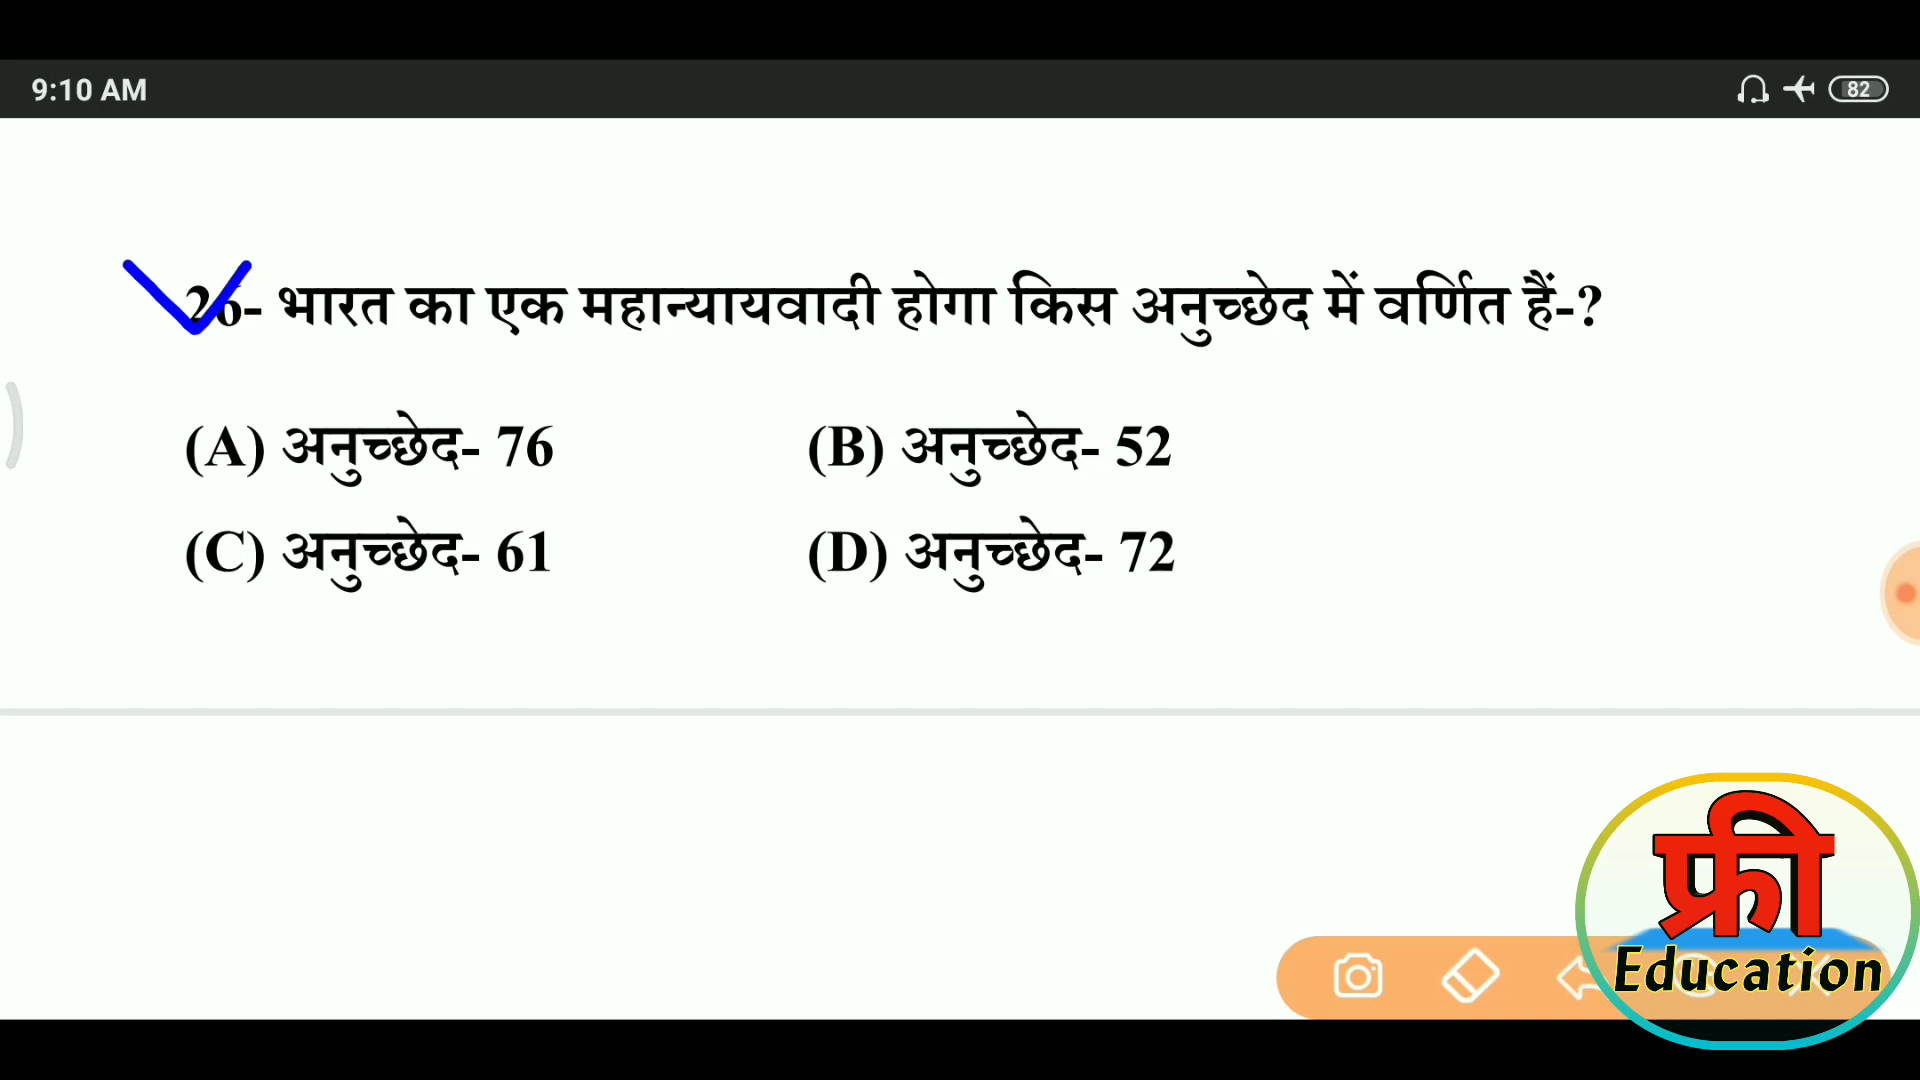 9:10 AM
82
26- भारत का एक महान्यायवादी होगा किस अनुच्छेद में वर्णित हैं-?
(A) अनुच्छेद- 76 (B) अनुच्छेद- 52
(C) अनुच्छेद- 61 (D) अनुच्छेद- 72
फ्री
Education